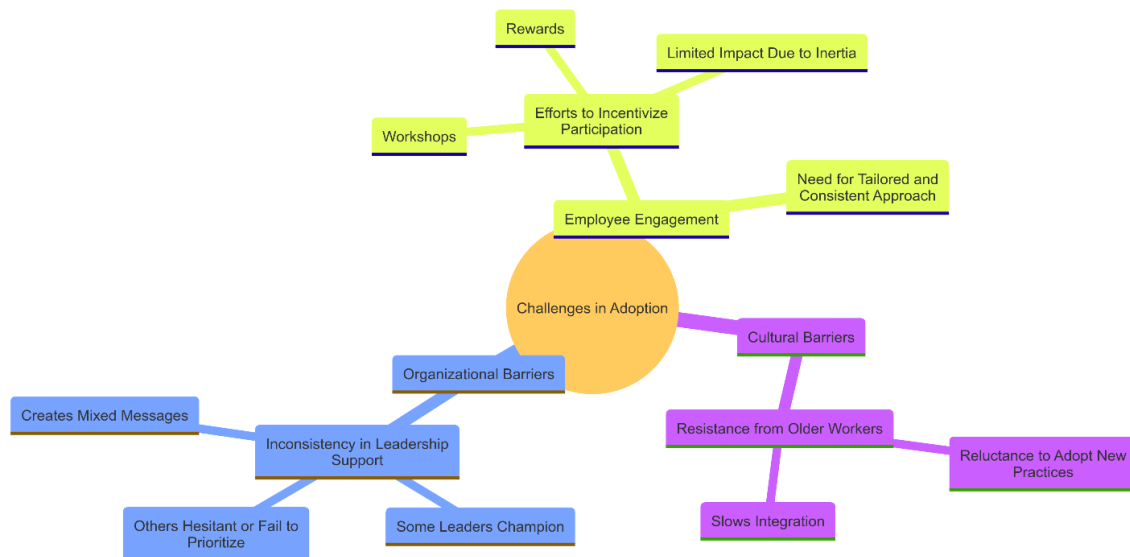 Rewards
Limited Impact Due to Inertia
Efforts to Incentivize
Participation
Workshops
Need for Tailored and
Consistent Approach
Employee Engagement
Challenges in Adoption
Cultural Barriers
Organizational Barriers
Creates Mixed Messages
Inconsistency in Leadership
Support
Resistance from Older Workers
Reluctance to Adopt New
Practices
Others Hesitant or Fail to
Prioritize
Some Leaders Champion
Slows Integration